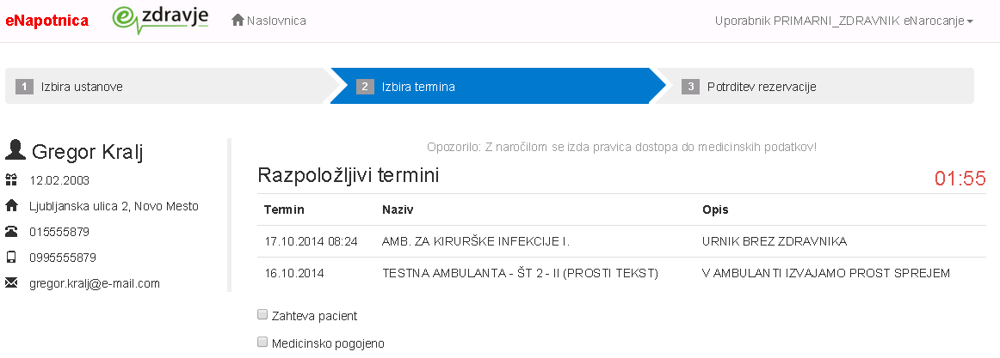 eNapotnica e zdravje Naslovnica Uporabnik PRIMARNI_ZDRAVNIK eNarocanje
1 Izbira ustanove 2 Izbira termina 3 Potrditev rezervacije
Gregor Kralj
12.02.2003
Ljubljanska ulica 2, Novo Mesto
015555879
0995555879
gregor.kralj@e-mail.com
Opozorilo: Z naročilom se izda pravica dostopa do medicinskih podatkov!
Razpoložljivi termini 01:55
Termin Naziv Opis
17.10.2014 08:24 AMB. ZA KIRURŠKE INFEKCIJE I. URNIK BREZ ZDRAVNIKA
16.10.2014 TESTNA AMBULANTA - ŠT 2 - II (PROSTI TEKST) V AMBULANTI IZVAJAMO PROST SPREJEM
Zahteva pacient
Medicinsko pogojeno